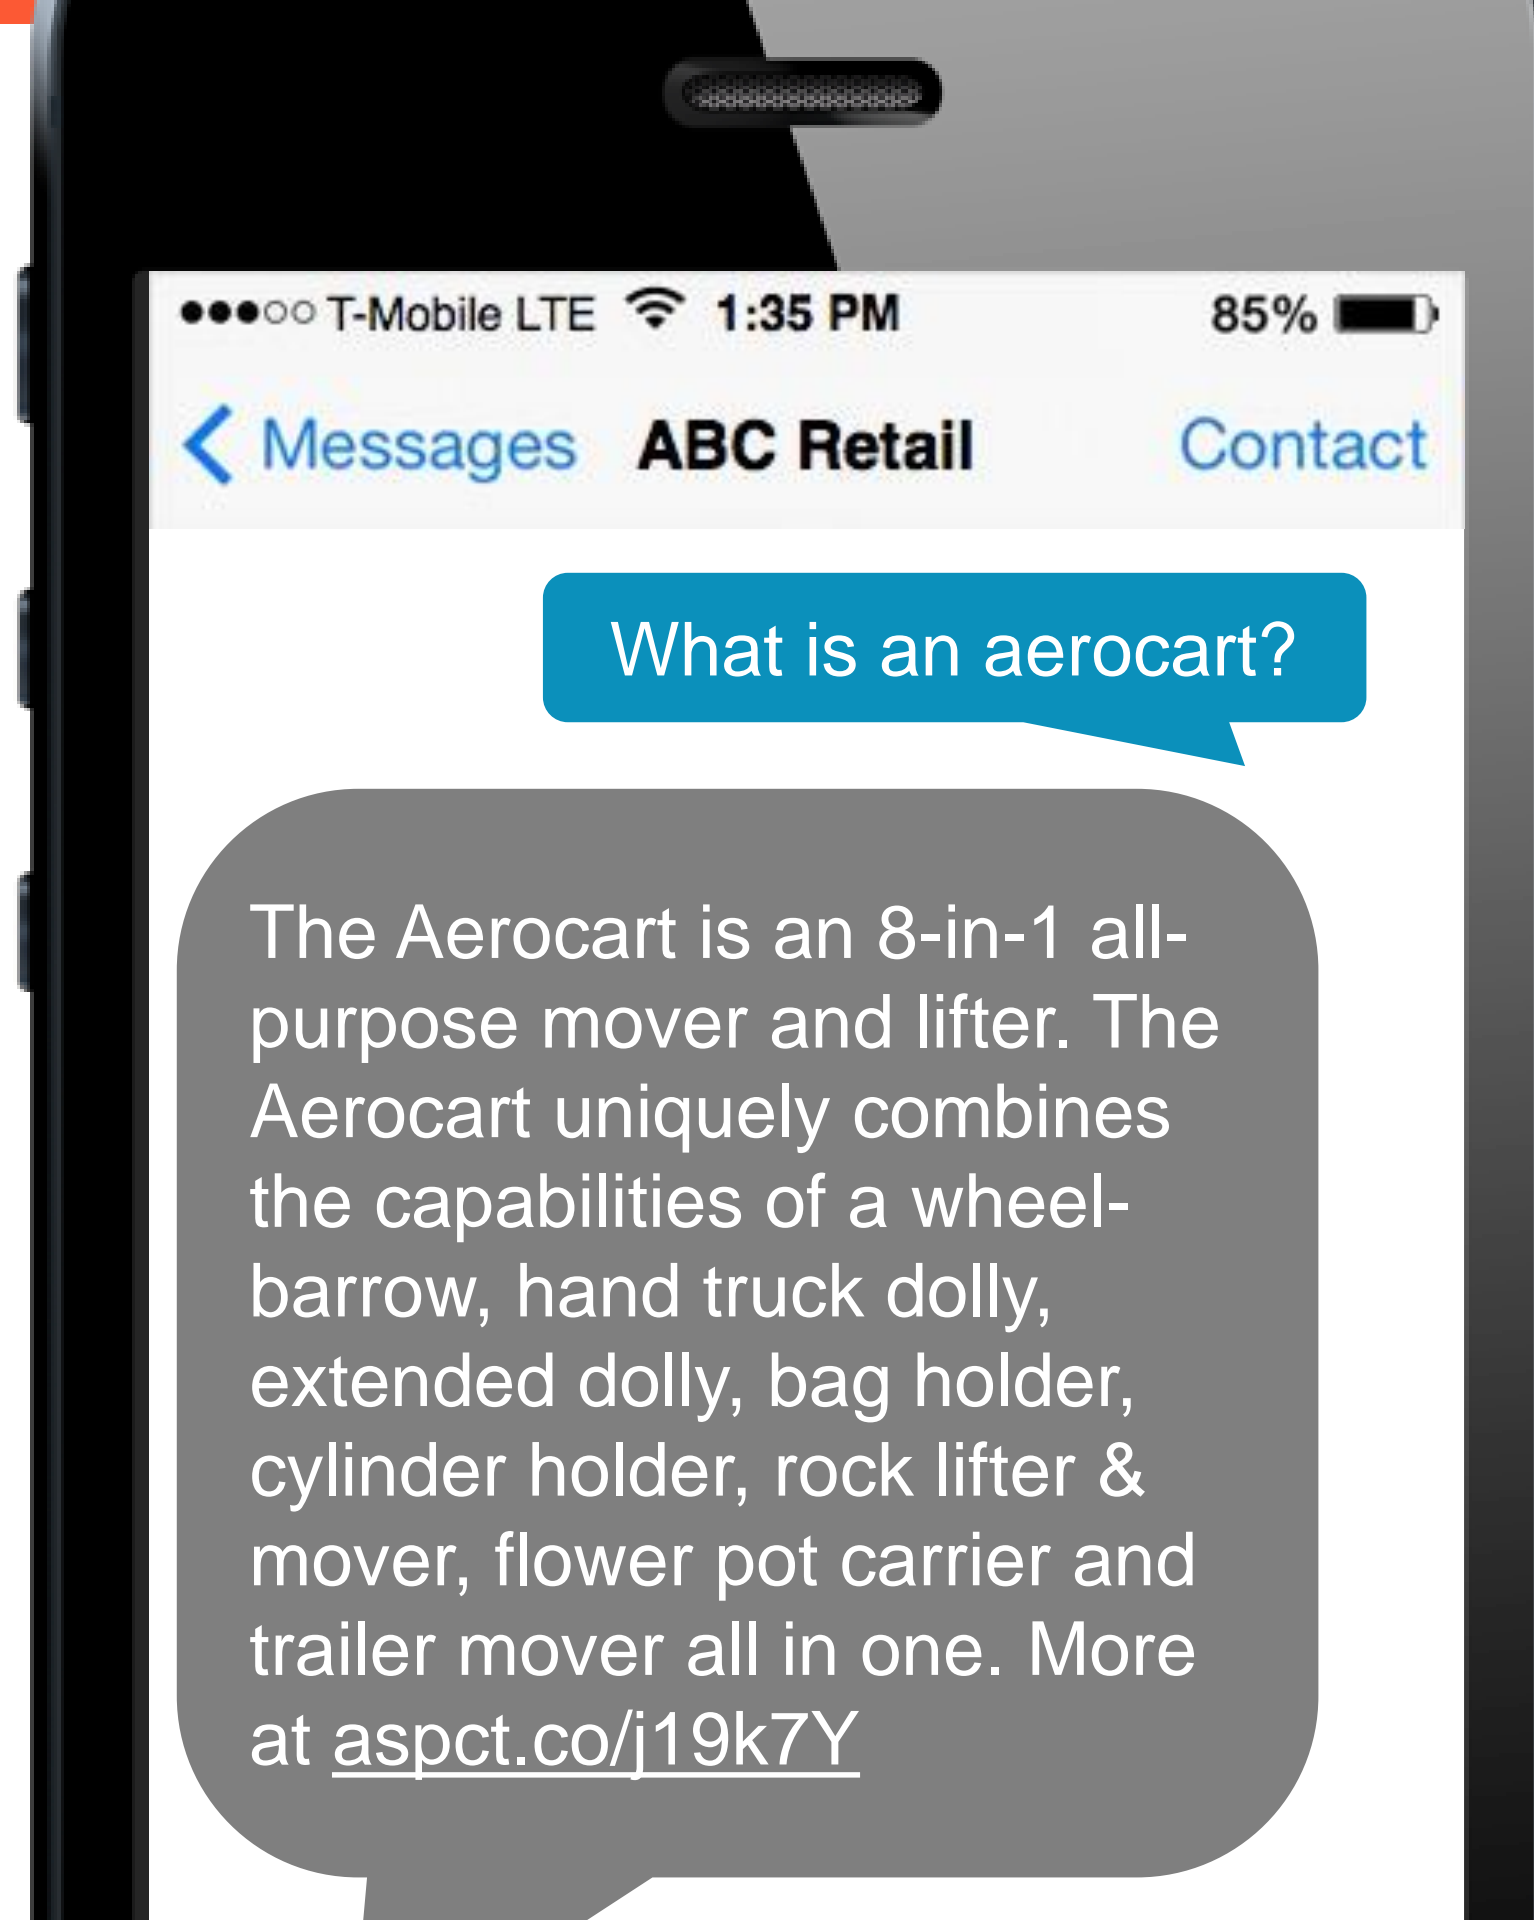 T-Mobile LTE 1:35 PM 85%
Messages ABC Retail Contact
What is an aerocart?
The Aerocart is an 8-in-1 all-
purpose mover and lifter. The
Aerocart uniquely combines
the capabilities of a wheel-
barrow, hand truck dolly,
extended dolly, bag holder,
cylinder holder, rock lifter &
mover, flower pot carrier and
trailer mover all in one. More
at aspct.co/j19k7Y